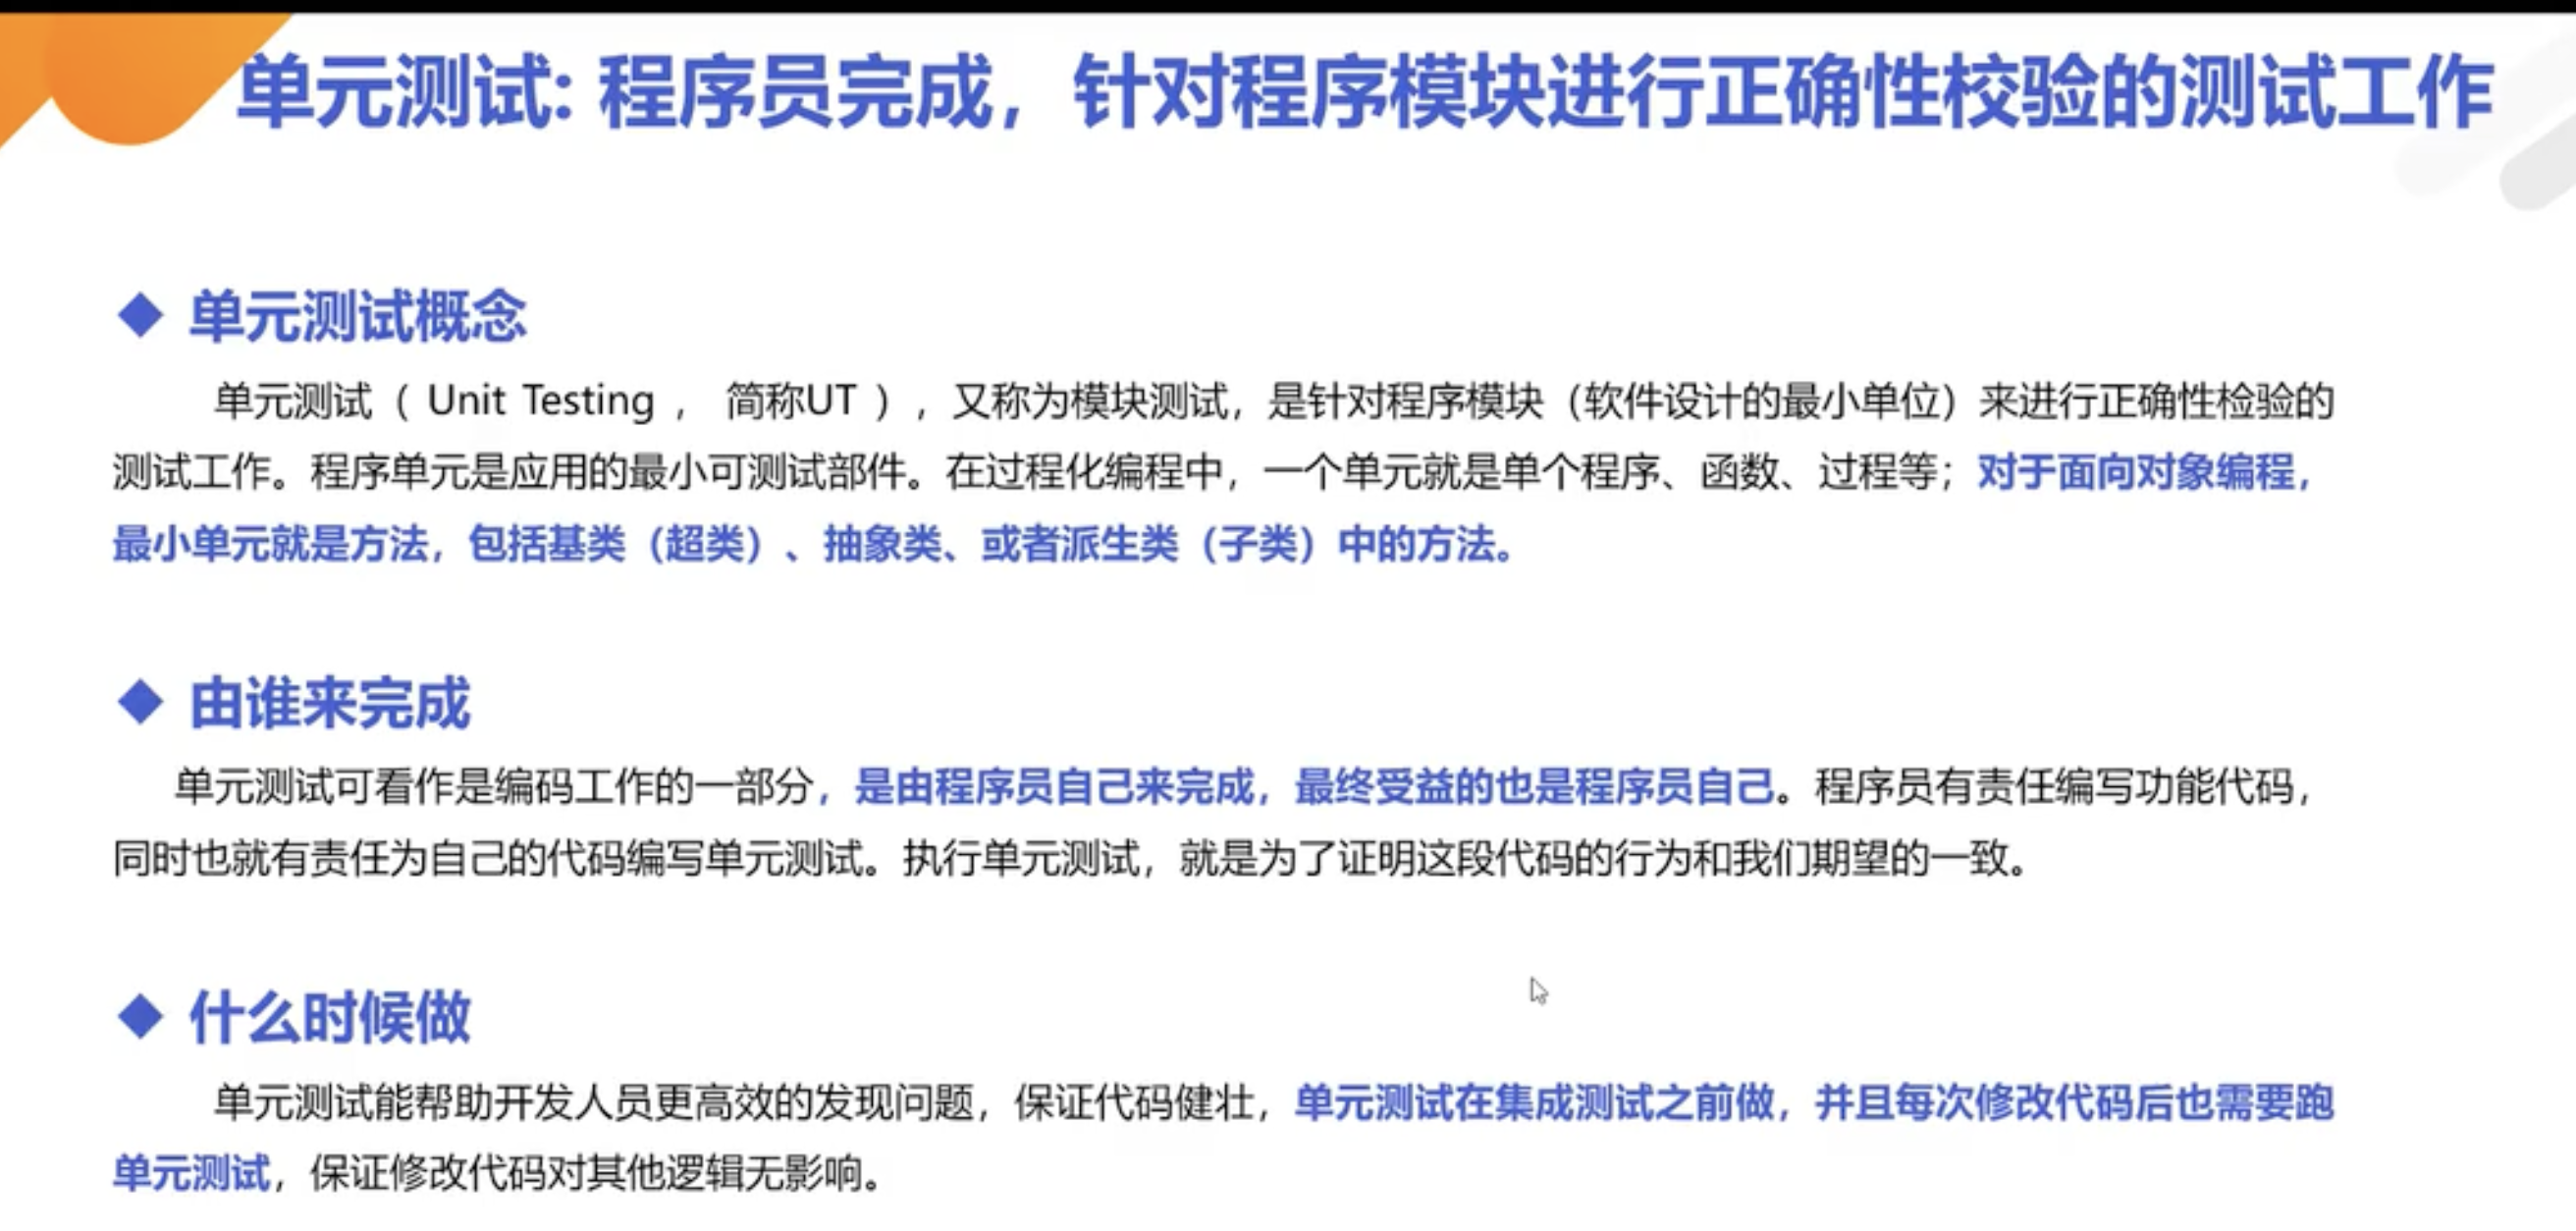 单元测试: 程序员完成，针对程序模块进行正确性校验的测试工作
◆ 单元测试概念
单元测试（ Unit Testing ， 简称UT ），又称为模块测试，是针对程序模块（软件设计的最小单位）来进行正确性检验的
测试工作。程序单元是应用的最小可测试部件。在过程化编程中，一个单元就是单个程序、函数、过程等；对于面向对象编程，
最小单元就是方法，包括基类（超类）、抽象类、或者派生类（子类）中的方法。
◆ 由谁来完成
单元测试可看作是编码工作的一部分，是由程序员自己来完成，最终受益的也是程序员自己。程序员有责任编写功能代码，
同时也就有责任为自己的代码编写单元测试。执行单元测试，就是为了证明这段代码的行为和我们期望的一致。
◆ 什么时候做
单元测试能帮助开发人员更高效的发现问题，保证代码健壮，单元测试在集成测试之前做，并且每次修改代码后也需要跑
单元测试，保证修改代码对其他逻辑无影响。